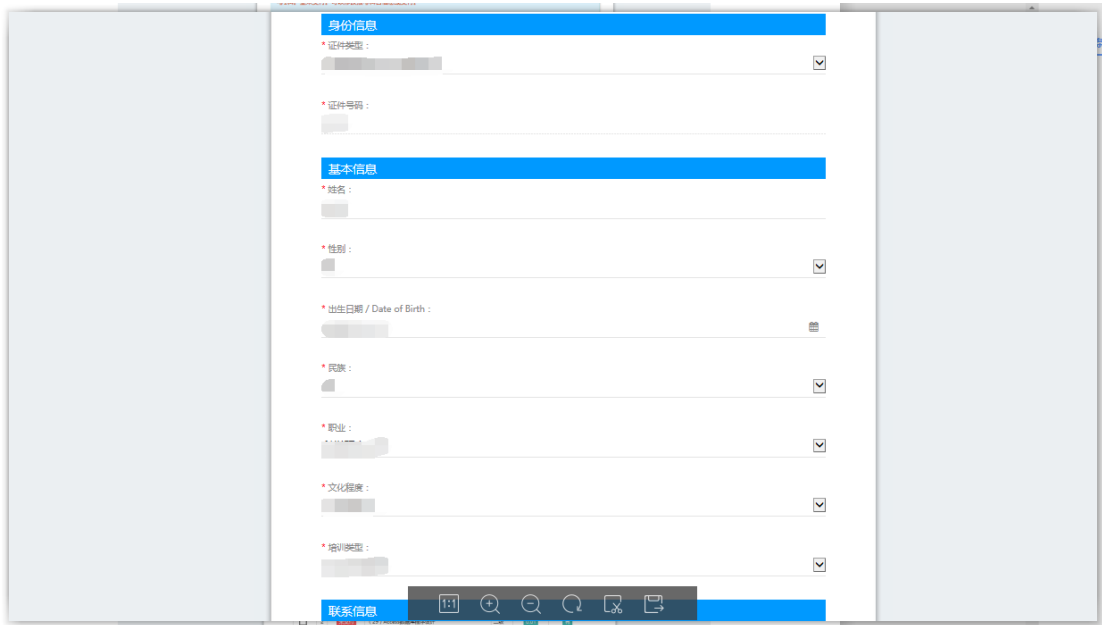 身份信息
* 证件类型：
* 证件号码：
基本信息
* 姓名：
* 性别：
* 出生日期 / Date of Birth：
* 民族：
* 职业：
* 文化程度：
* 培训类型：
联系信息
1:1